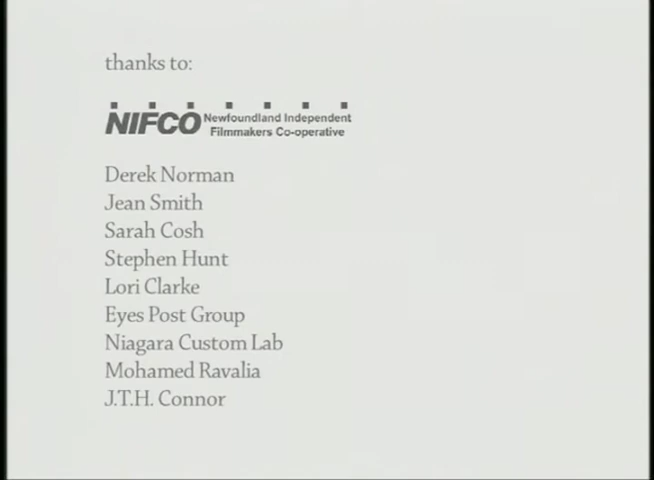 thanks to:
NIFCO Newfoundland Independent
Filmmakers Co-operative
Derek Norman
Jean Smith
Sarah Cosh
Stephen Hunt
Lori Clarke
Eyes Post Group
Niagara Custom Lab
Mohamed Ravalia
J.T.H. Connor